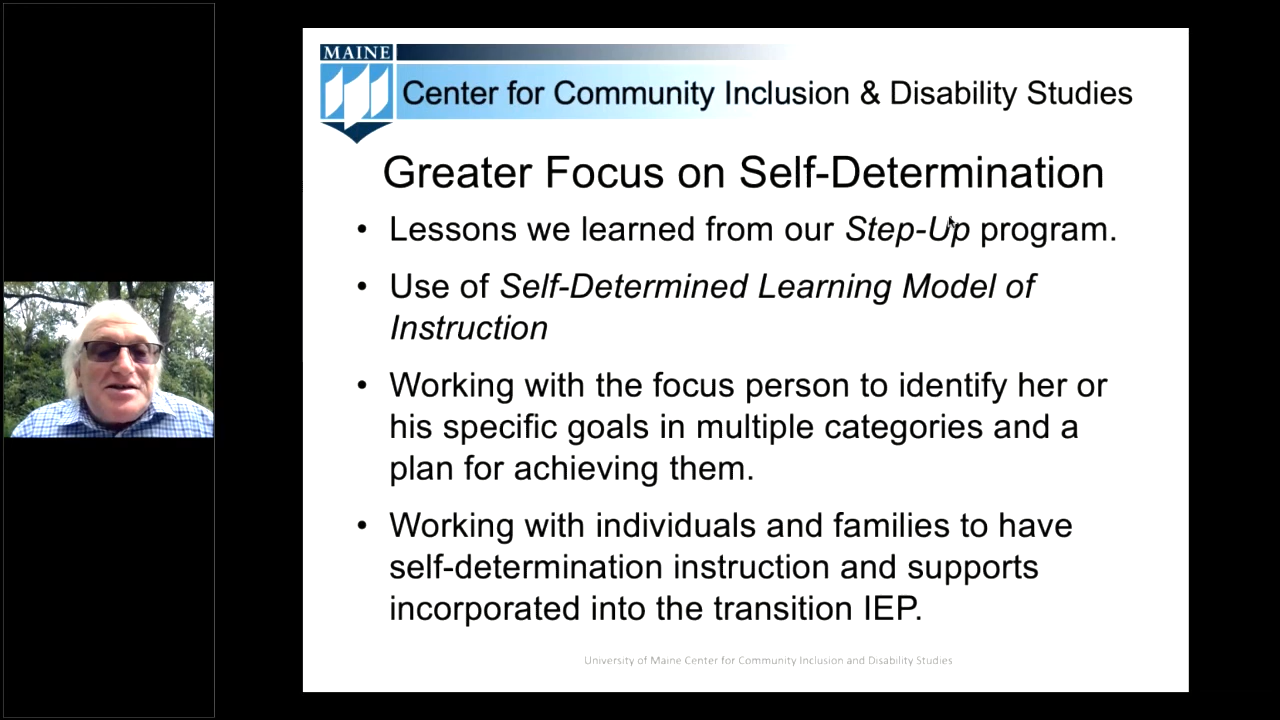 MAINE
Center for Community Inclusion & Disability Studies
Greater Focus on Self-Determination
• Lessons we learned from our Step-Up program.
• Use of Self-Determined Learning Model of
Instruction
• Working with the focus person to identify her or
his specific goals in multiple categories and a
plan for achieving them.
• Working with individuals and families to have
self-determination instruction and supports
incorporated into the transition IEP.
University of Maine Center for Community Inclusion and Disability Studies